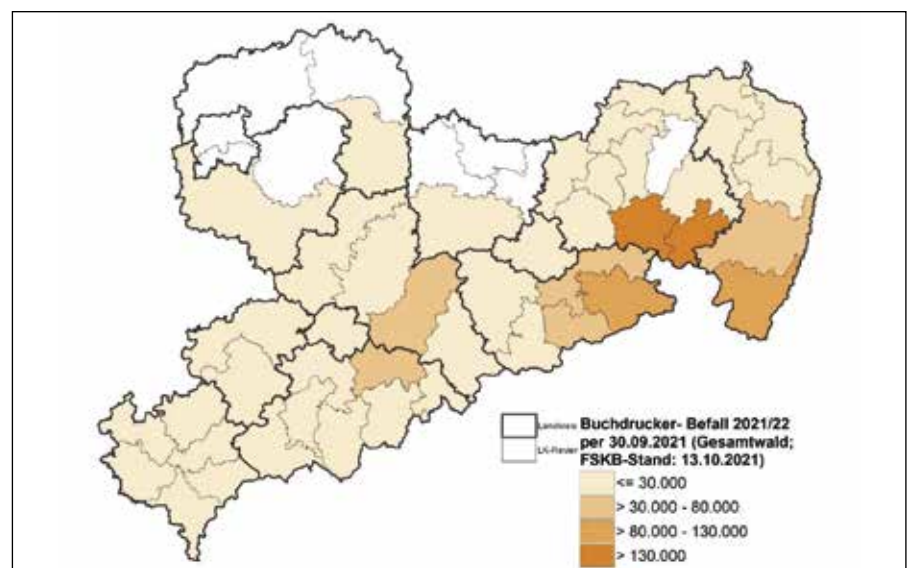 Landkreis
LK-Revier
Buchdrucker- Befall 2021/22
per 30.09.2021 (Gesamtwald;
FSKB-Stand: 13.10.2021)
<= 30.000
> 30.000 - 80.000
> 80.000 - 130.000
> 130.000